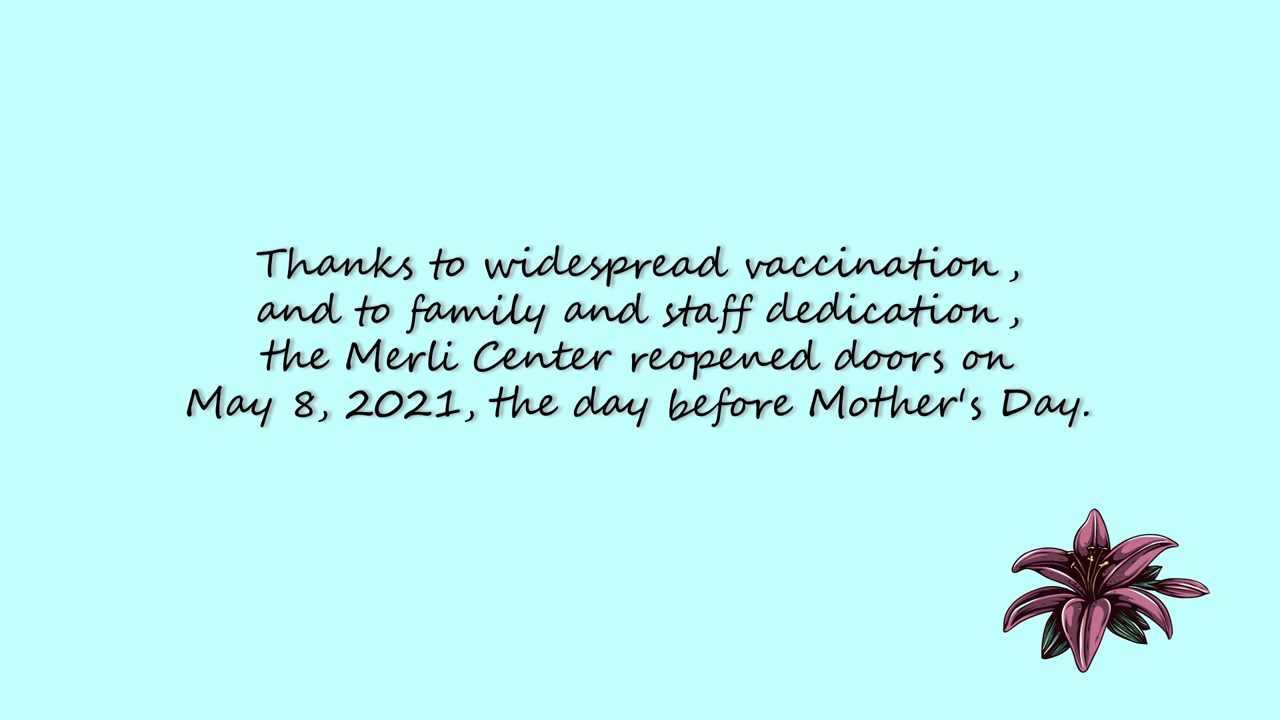 Thanks to widespread vaccination,
and to family and staff dedication,
the Merli Center reopened doors on
May 8, 2021, the day before Mother's Day.